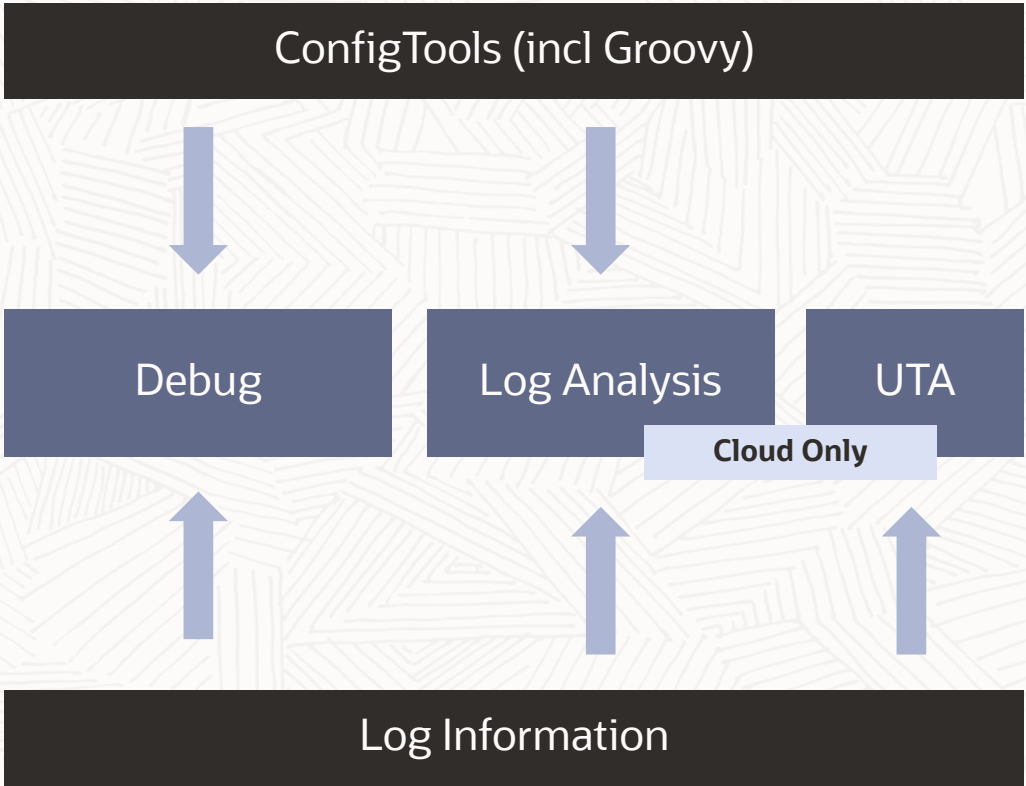 ConfigTools (incl Groovy)
Debug
Log Analysis
UTA
Cloud Only
Log Information